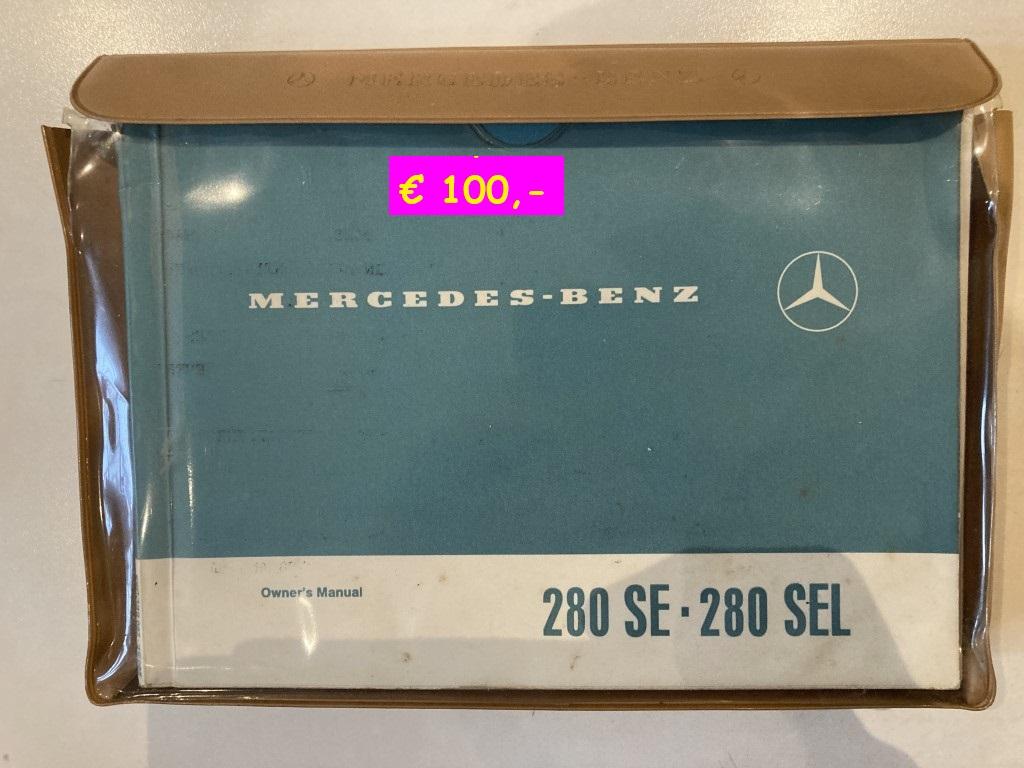 € 100,-
MERCEDES-BENZ
Owner's Manual
280 SE · 280 SEL